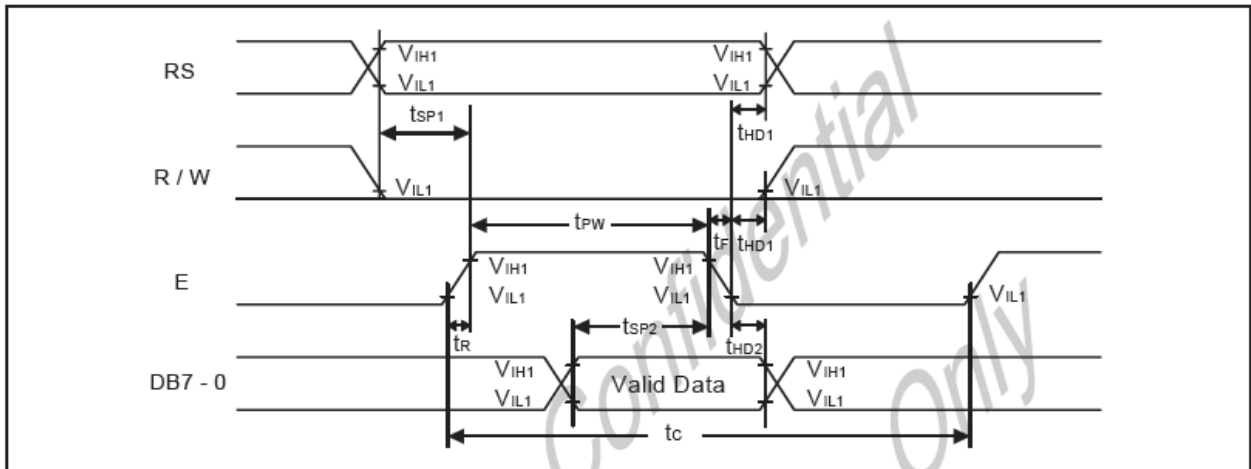 RS
VIH1
VIL1
VIH1
VIL1
tSP1
tHD1
R / W
VIL1
VIL1
tPW
tF
tHD1
E
VIH1
VIL1
VIH1
VIL1
VIL1
tR
tSP2
tHD2
DB7 - 0
VIH1
VIL1
Valid Data
VIH1
VIL1
tC
Confidential
Only